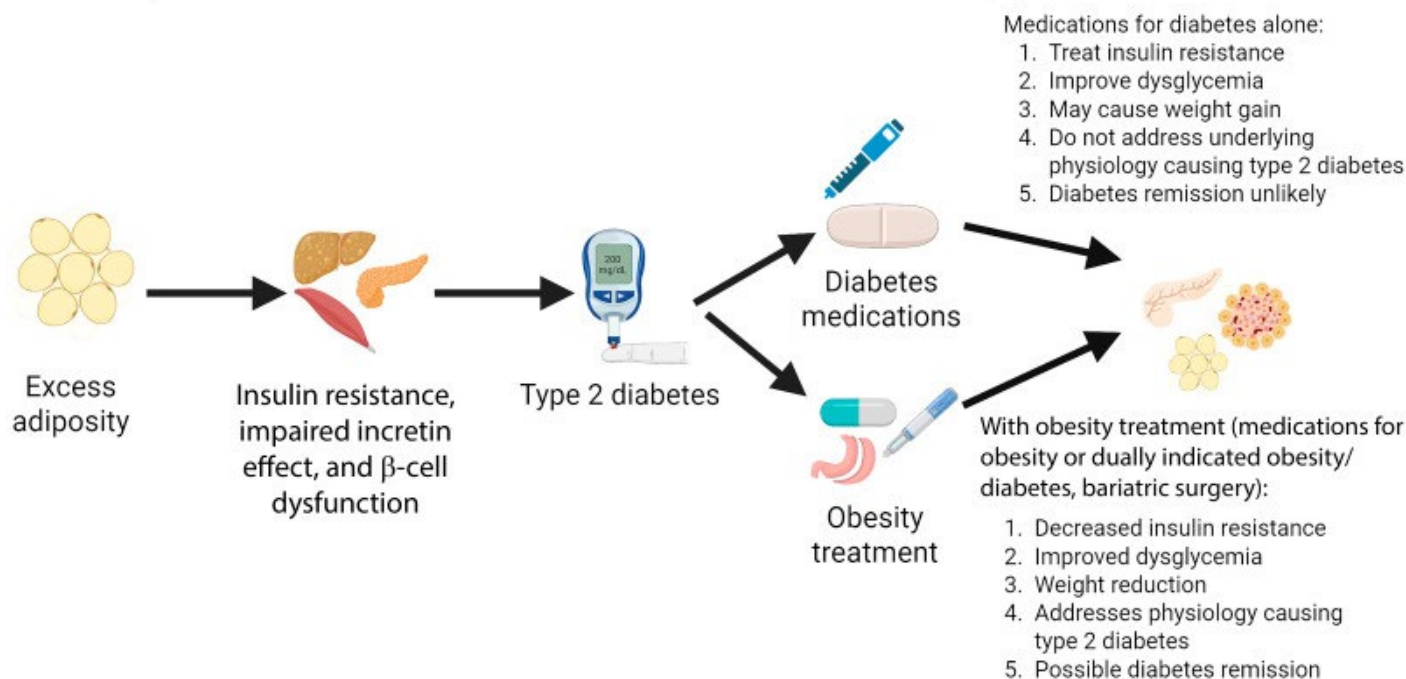 Medications for diabetes alone:
1. Treat insulin resistance
2. Improve dysglycemia
3. May cause weight gain
4. Do not address underlying
physiology causing type 2 diabetes
5. Diabetes remission unlikely
200
mg/dL
Excess
adiposity
Insulin resistance,
impaired incretin
effect, and β-cell
dysfunction
Type 2 diabetes
Diabetes
medications
Obesity
treatment
With obesity treatment (medications for
obesity or dually indicated obesity/
diabetes, bariatric surgery):
1. Decreased insulin resistance
2. Improved dysglycemia
3. Weight reduction
4. Addresses physiology causing
type 2 diabetes
5. Possible diabetes remission